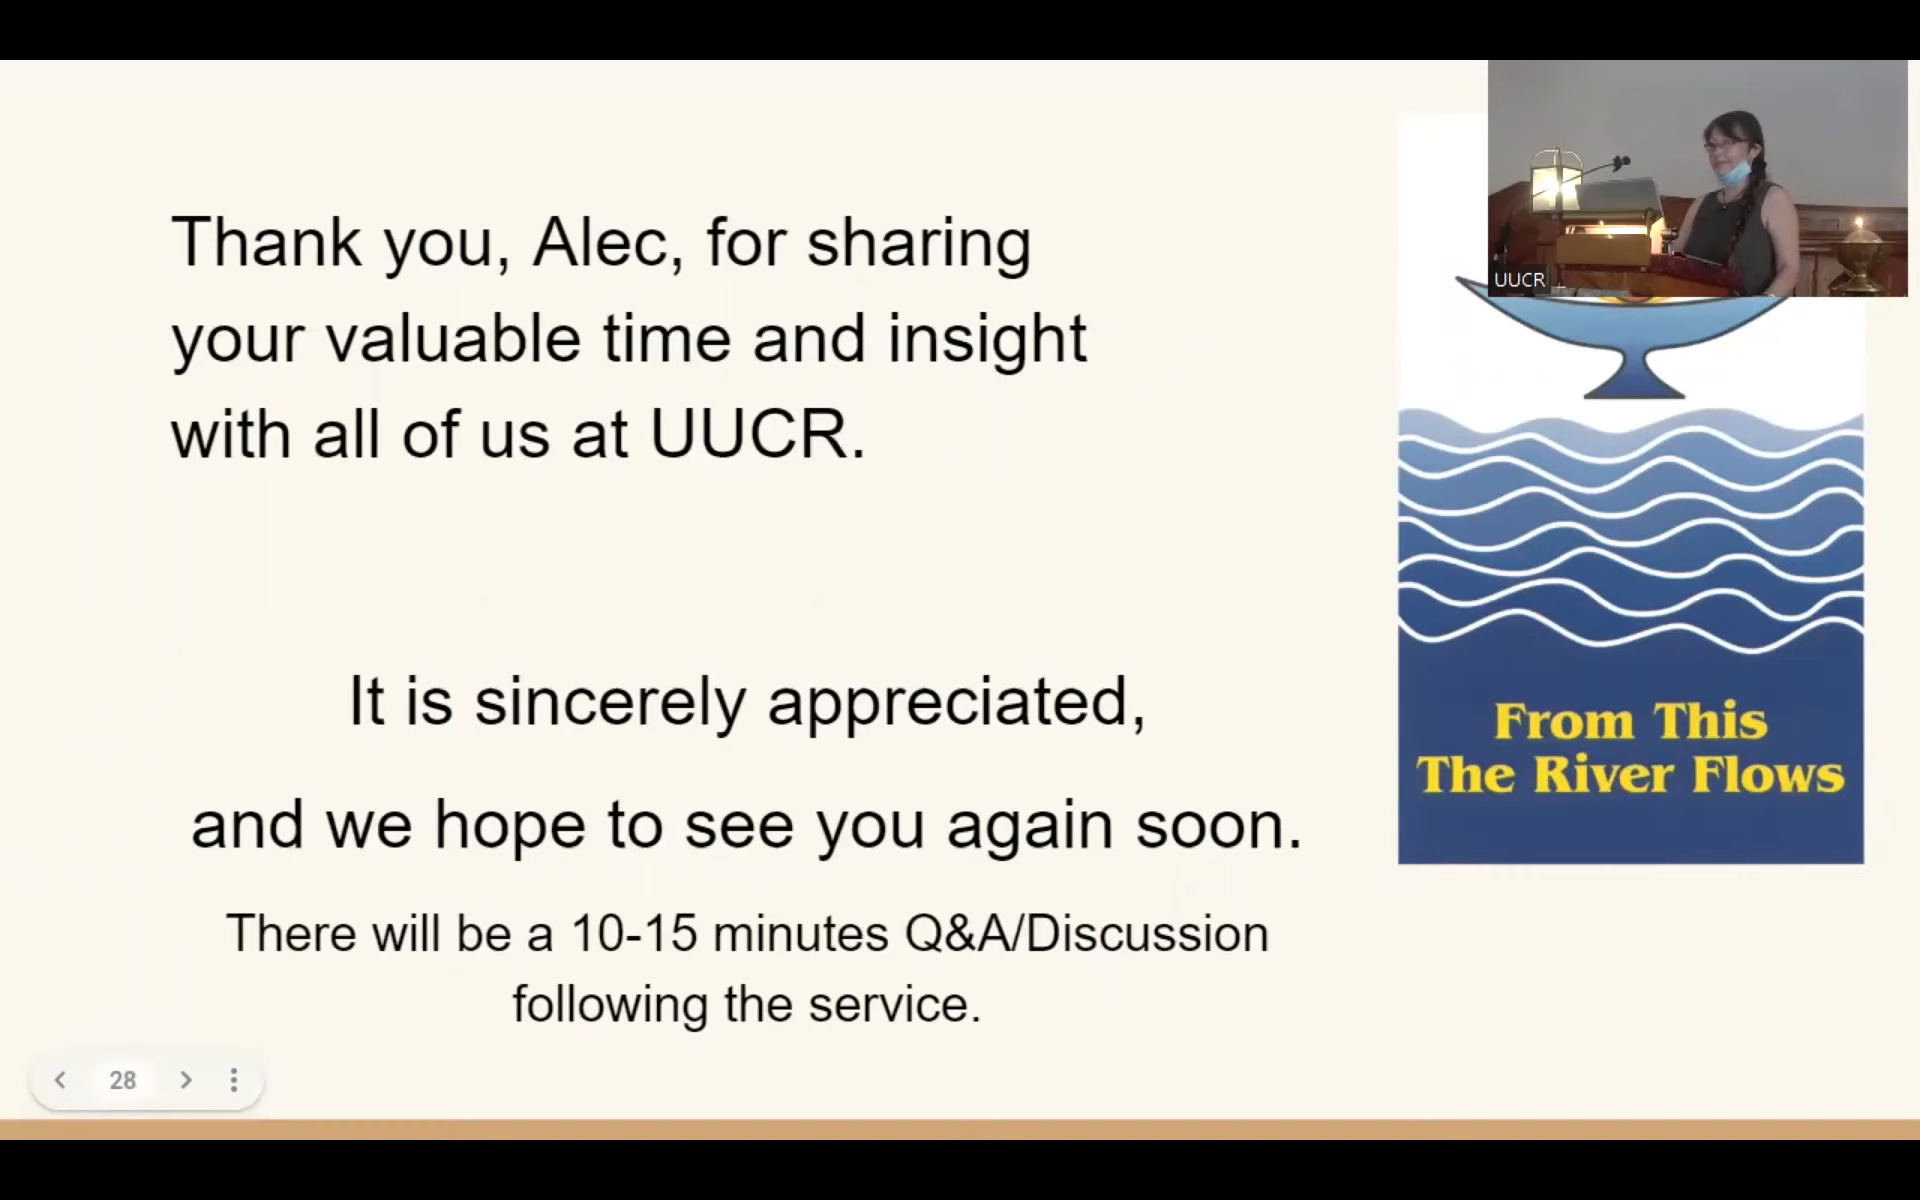 Thank you, Alec, for sharing
your valuable time and insight
with all of us at UUCR.
It is sincerely appreciated,
and we hope to see you again soon.
There will be a 10-15 minutes Q&A/Discussion
following the service.
UUCR _
From This
The River Flows
28